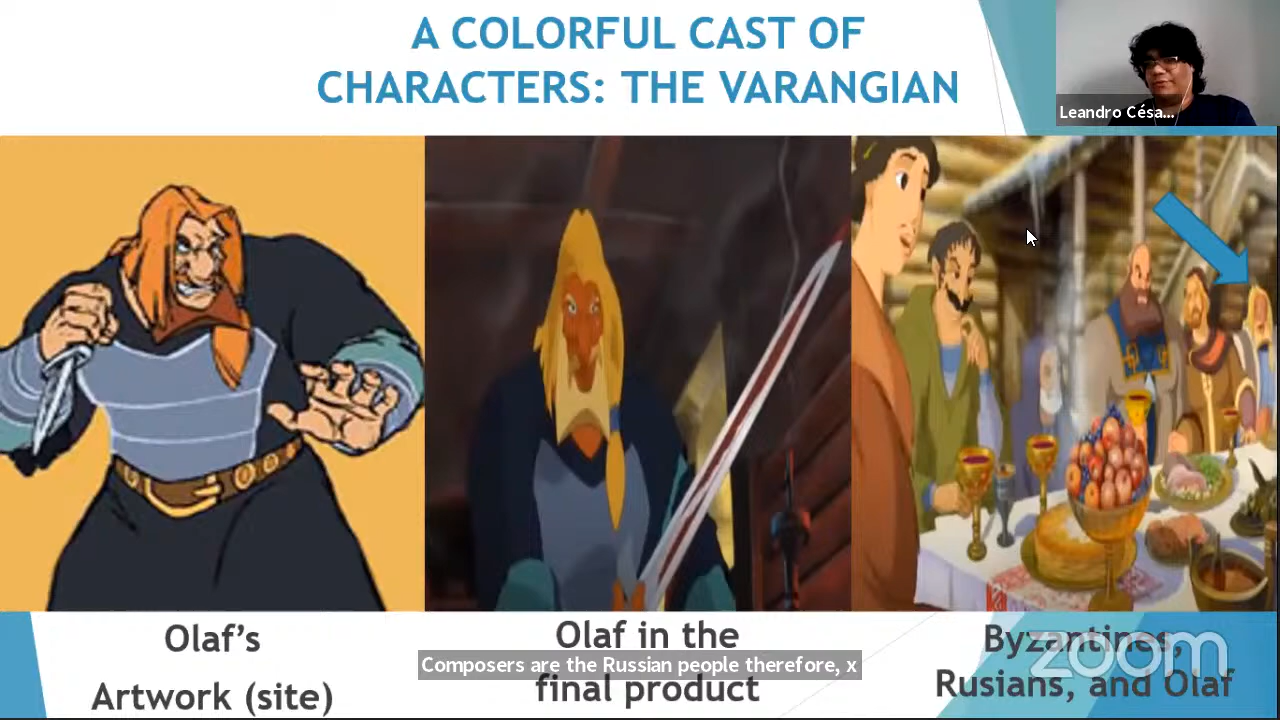 A COLORFUL CAST OF
CHARACTERS: THE VARANGIAN
Leandro Césa...
Olaf's
Artwork (site)
Olaf in the
final product
Byzantines,
Rusians, and Olaf
Composers are the Russian people therefore, x
zoom